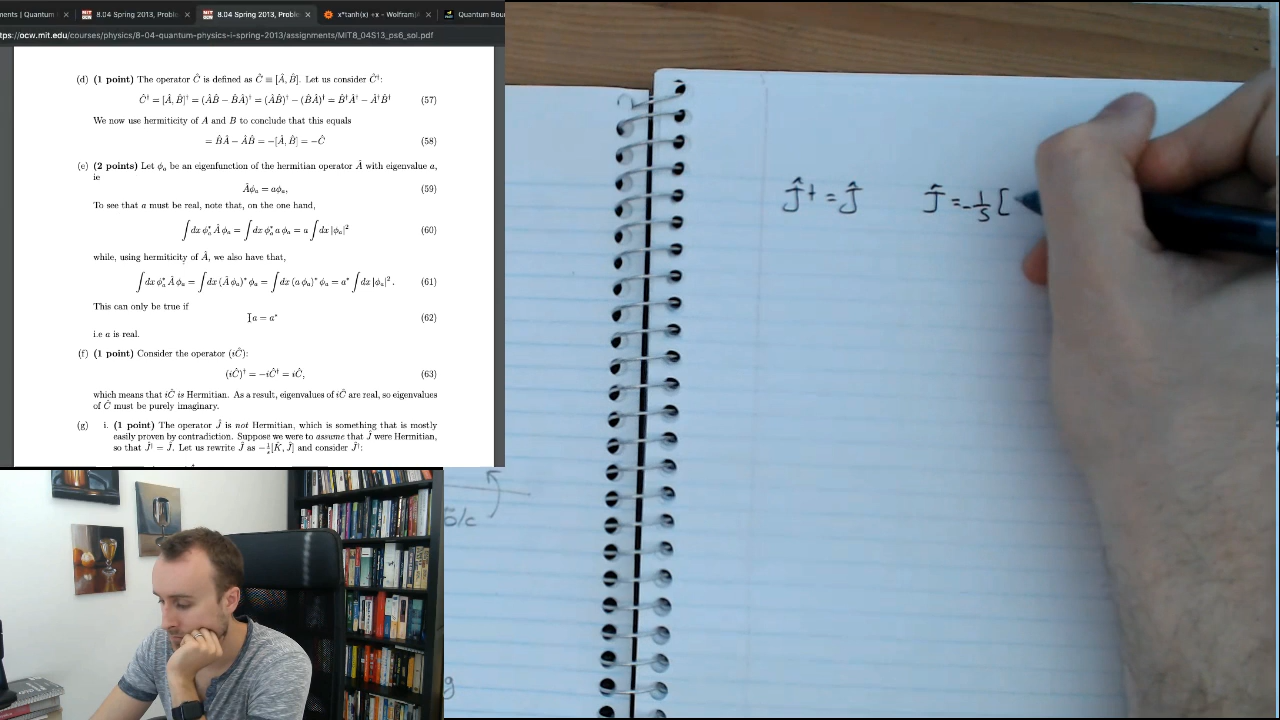 ments | Quantum
8.04 Spring 2013, Proble
8.04 Spring 2013, Problem
x*tanh(x) +x - Wolfram|A
Quantum Bou
tps://ocw.mit.edu/courses/physics/8-04-quantum-physics-i-spring-2013/assignments/MIT8_04S13_ps6_sol.pdf
(d) (1 point) The operator Ĉ is defined as Ĉ ≡ [Â, B̂]. Let us consider Ĉ†:
Ĉ† = [Â, B̂]† = (ÂB̂ − B̂Â)† = (ÂB̂)† − (B̂Â)† = B̂†Â† − Â†B̂† (57)
We now use hermiticity of A and B to conclude that this equals
= B̂Â − ÂB̂ = −[Â, B̂] = −Ĉ (58)
(e) (2 points) Let ϕa be an eigenfunction of the hermitian operator Â with eigenvalue a,
ie
Âϕa = aϕa, (59)
To see that a must be real, note that, on the one hand,
∫dx ϕa* Â ϕa = ∫dx ϕa* a ϕa = a ∫dx |ϕa|² (60)
while, using hermiticity of Â, we also have that,
∫dx ϕa* Â ϕa = ∫dx (Â ϕa)* ϕa = ∫dx (a ϕa)* ϕa = a* ∫dx |ϕa|². (61)
This can only be true if
a = a* (62)
i.e a is real.
(f) (1 point) Consider the operator (iĈ):
(iĈ)† = −iĈ† = iĈ, (63)
which means that iĈ is Hermitian. As a result, eigenvalues of iĈ are real, so eigenvalues
of Ĉ must be purely imaginary.
(g) i. (1 point) The operator Ĵ is not Hermitian, which is something that is mostly
easily proven by contradiction. Suppose we were to assume that Ĵ were Hermitian,
so that Ĵ† = Ĵ. Let us rewrite Ĵ as −1/s[K̂, Ĵ] and consider Ĵ†:
Ĵ† = Ĵ Ĵ = -1/s [